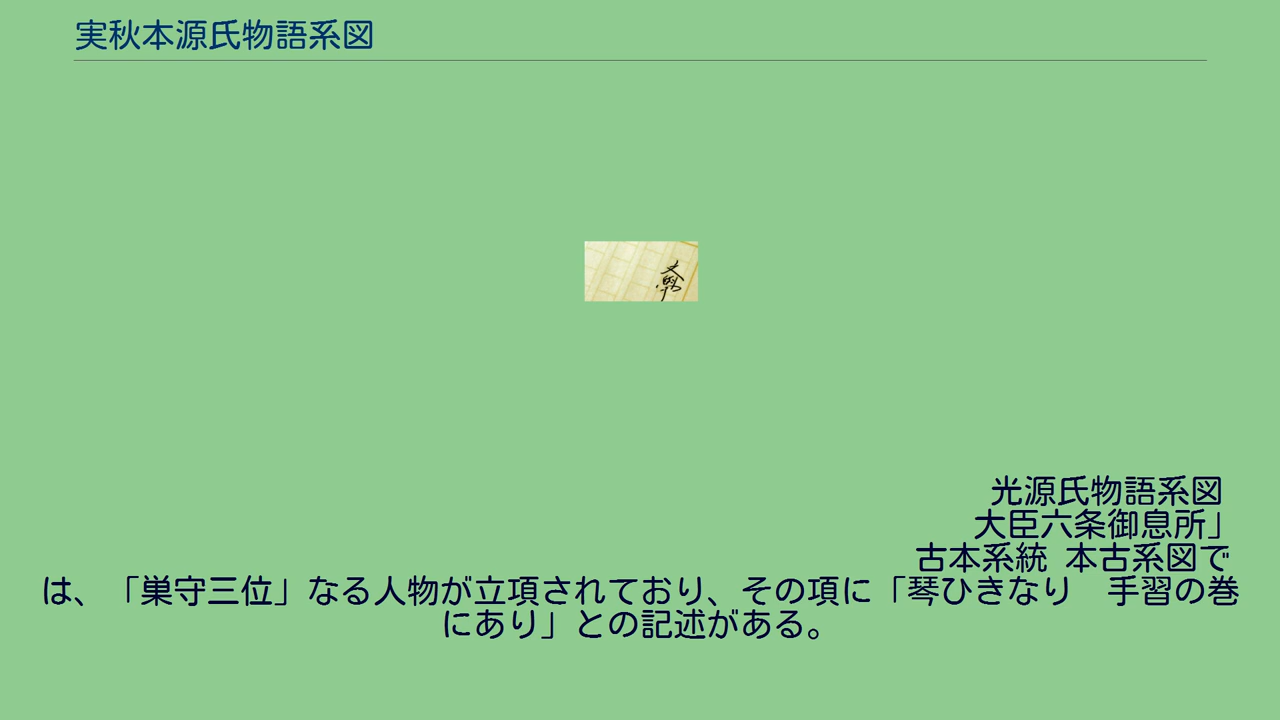 実秋本源氏物語系図
光源氏物語系図
大臣六条御息所」
古本系統 本古系図で
は、「巣守三位」なる人物が立項されており、その項に「琴ひきなり　手習の巻
にあり」との記述がある。